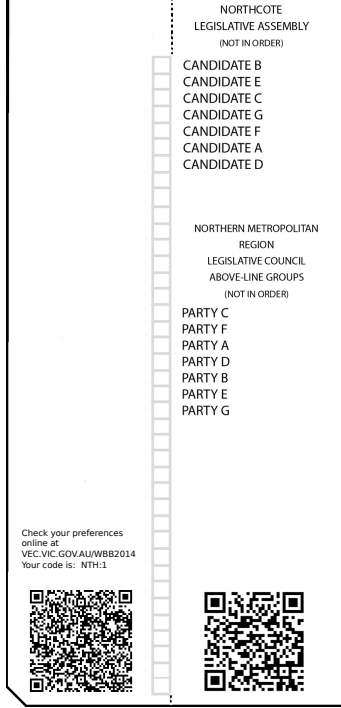 NORTHCOTE
LEGISLATIVE ASSEMBLY
(NOT IN ORDER)
CANDIDATE B
CANDIDATE E
CANDIDATE C
CANDIDATE G
CANDIDATE F
CANDIDATE A
CANDIDATE D
NORTHERN METROPOLITAN
REGION
LEGISLATIVE COUNCIL
ABOVE-LINE GROUPS
(NOT IN ORDER)
PARTY C
PARTY F
PARTY A
PARTY D
PARTY B
PARTY E
PARTY G
Check your preferences
online at
VEC.VIC.GOV.AU/WBB2014
Your code is: NTH:1